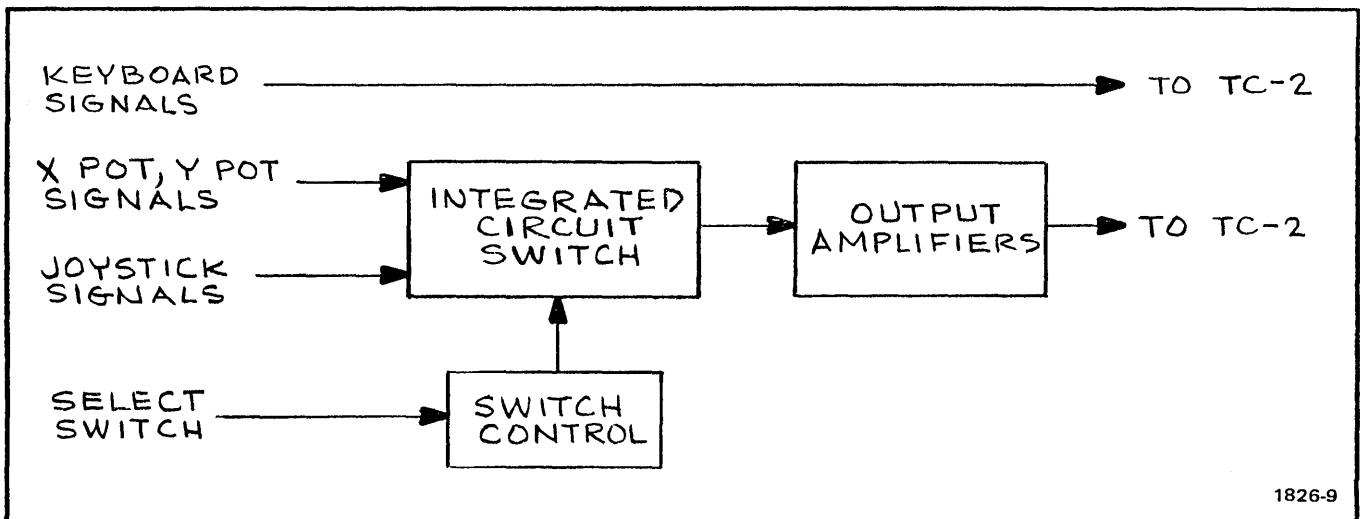 KEYBOARD
SIGNALS
TO TC-2
X POT, Y POT
SIGNALS
INTEGRATED
CIRCUIT
SWITCH
OUTPUT
AMPLIFIERS
TO TC-2
JOYSTICK
SIGNALS
SELECT
SWITCH
SWITCH
CONTROL
1826-9